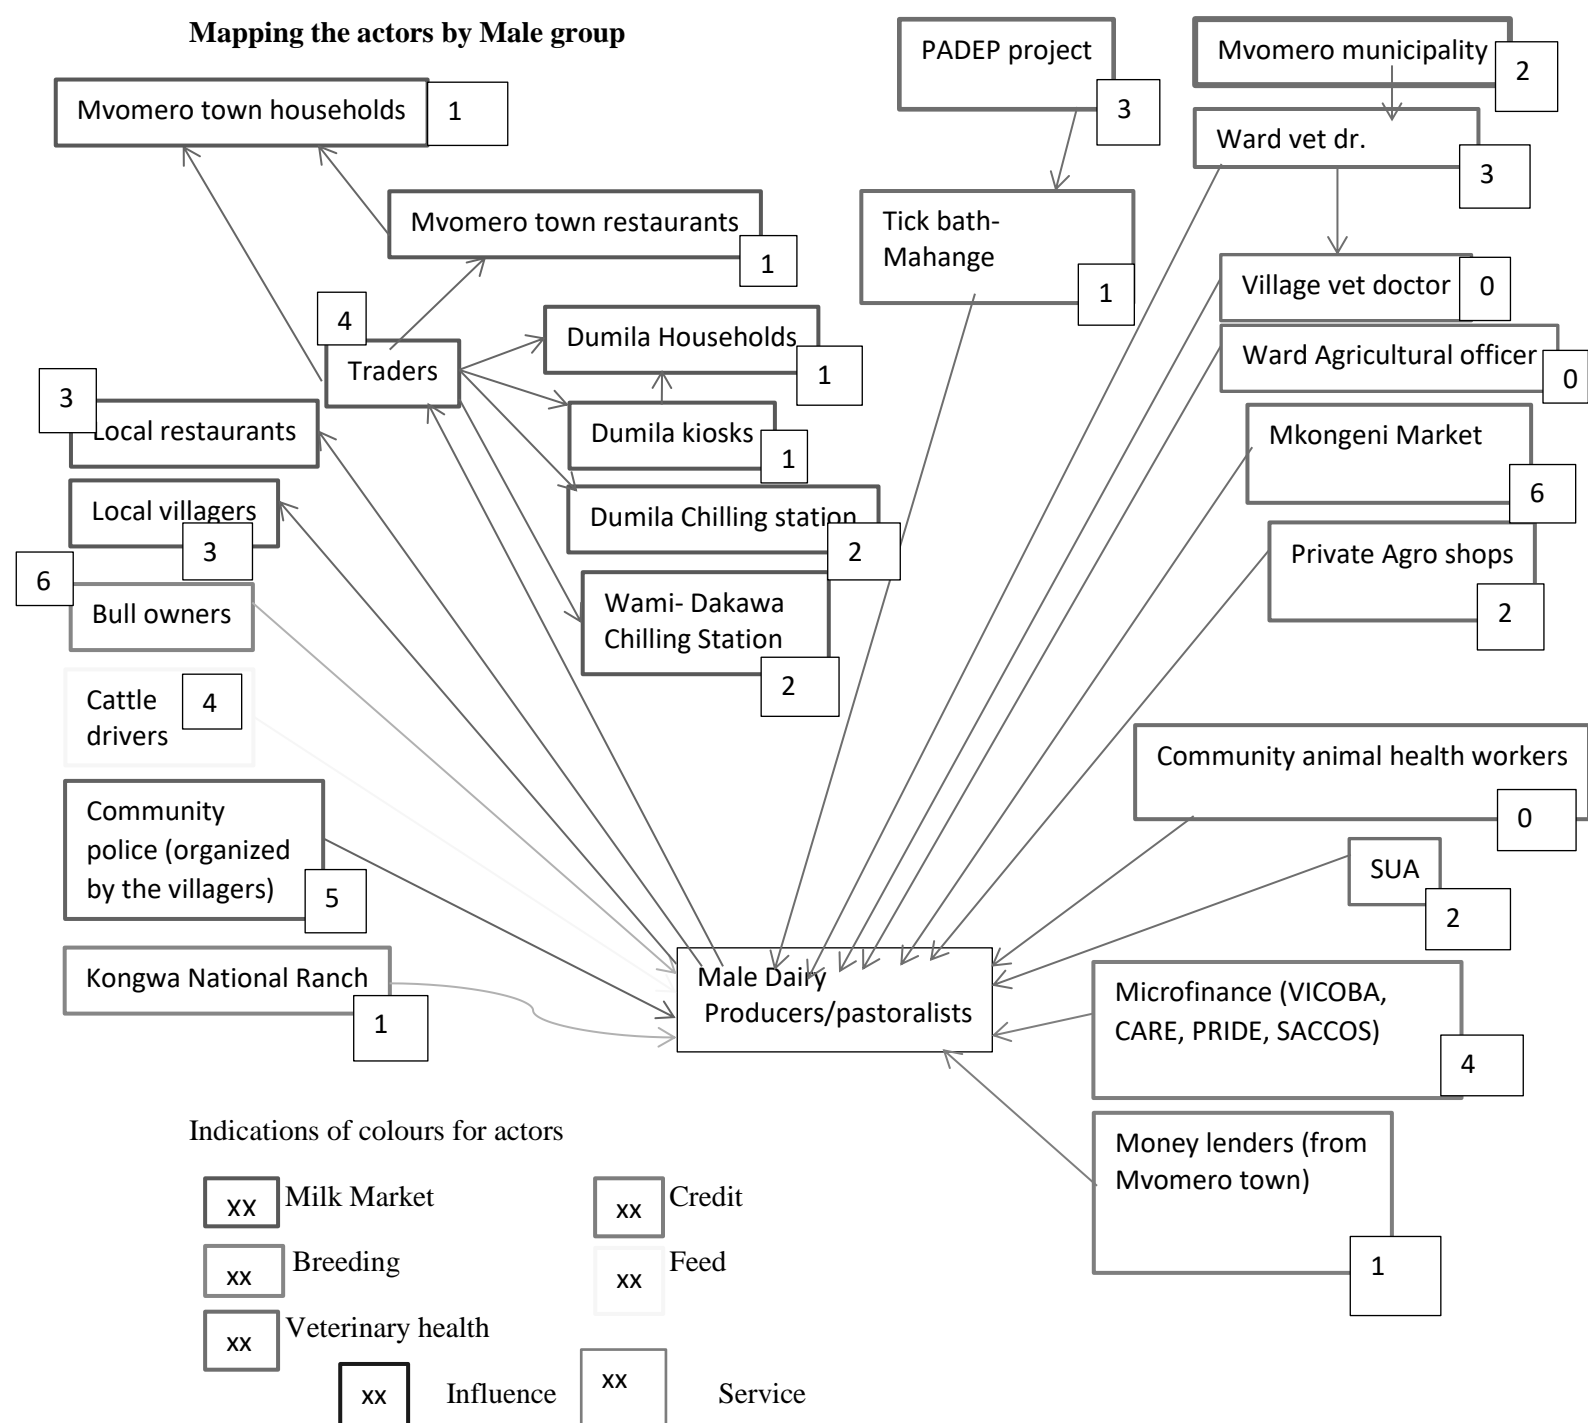 Mapping the actors by Male group
PADEP project
3
Mvomero municipality
2
Mvomero town households
1
Ward vet dr.
3
Mvomero town restaurants
1
Tick bath-
Mahange
1
Village vet doctor
0
4
Traders
Dumila Households
1
Ward Agricultural officer
0
3
Local restaurants
Dumila kiosks
1
Mkongeni Market
6
Local villagers
3
Dumila Chilling station
2
Private Agro shops
2
6
Bull owners
Wami- Dakawa
Chilling Station
2
Cattle
drivers
4
Community animal health workers
0
Community
police (organized
by the villagers)
5
SUA
2
Kongwa National Ranch
1
Male Dairy
Producers/pastoralists
Microfinance (VICOBA,
CARE, PRIDE, SACCOS)
4
Money lenders (from
Mvomero town)
1
Indications of colours for actors
xx Milk Market
xx Credit
xx Breeding
xx Feed
xx Veterinary health
xx Influence
xx Service